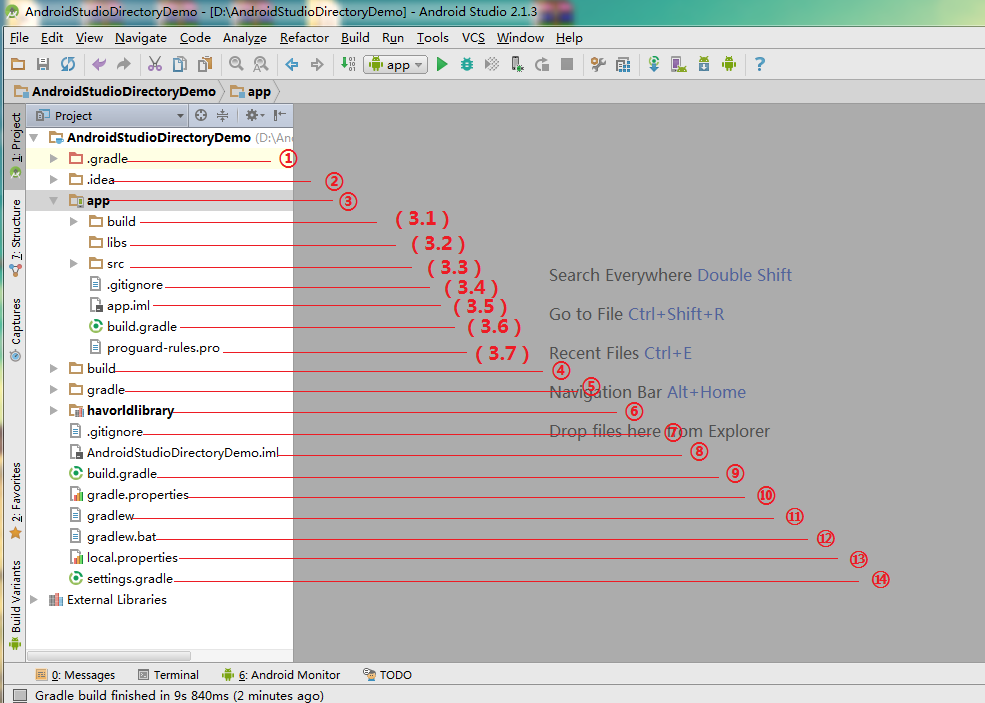 AndroidStudioDirectoryDemo - [D:\AndroidStudioDirectoryDemo] - Android Studio 2.1.3
File Edit View Navigate Code Analyze Refactor Build Run Tools VCS Window Help
app
AndroidStudioDirectoryDemo app
1: Project
7: Structure
Captures
2: Favorites
Build Variants
Project
AndroidStudioDirectoryDemo (D:\An
.gradle ①
.idea ②
app ③
build (3.1)
libs (3.2)
src (3.3)
.gitignore (3.4)
app.iml (3.5)
build.gradle (3.6)
proguard-rules.pro (3.7)
build ④
gradle ⑤
havorldlibrary ⑥
.gitignore ⑦
AndroidStudioDirectoryDemo.iml ⑧
build.gradle ⑨
gradle.properties ⑩
gradlew ⑪
gradlew.bat ⑫
local.properties ⑬
settings.gradle ⑭
External Libraries
Search Everywhere Double Shift
Go to File Ctrl+Shift+R
Recent Files Ctrl+E
Navigation Bar Alt+Home
Drop files here from Explorer
0: Messages Terminal 6: Android Monitor TODO
Gradle build finished in 9s 840ms (2 minutes ago)